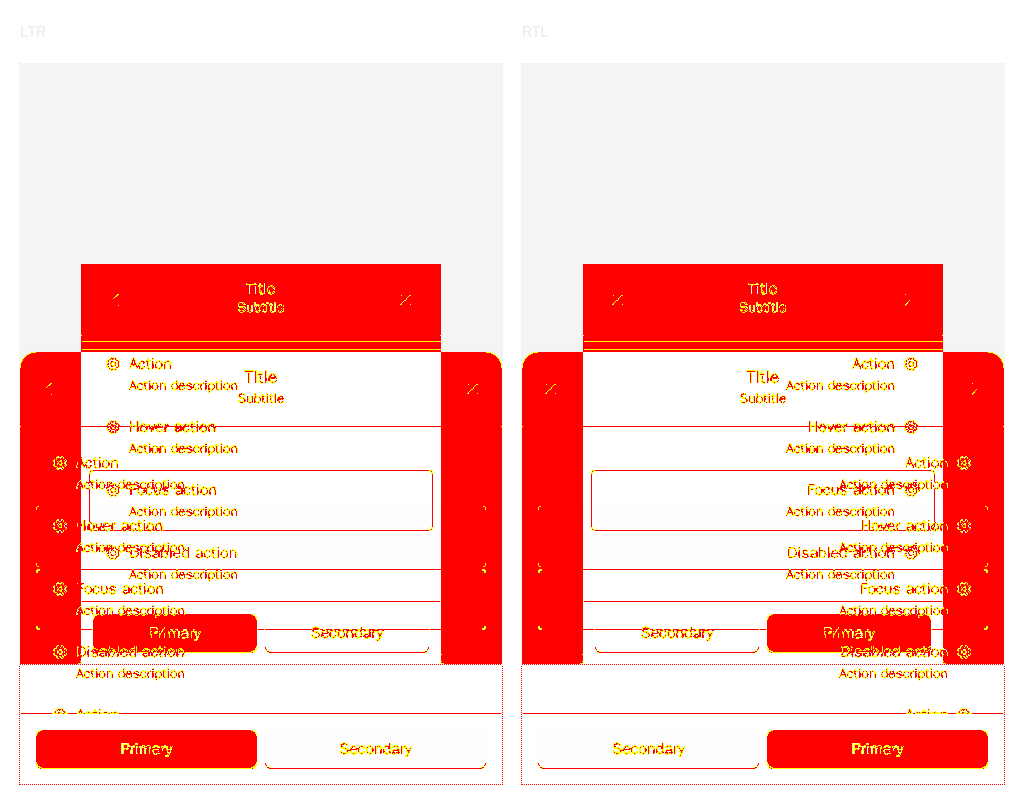 LTR
Title
Subtitle
Action
Action description
Title
Subtitle
Hover action
Action description
Action
Action description
Focus action
Action description
Hover action
Action description
Disabled action
Action description
Focus action
Action description
Primary Secondary
Disabled action
Action description
Action
Primary Secondary
RTL
Title
Subtitle
Action
Action description
Title
Subtitle
Hover action
Action description
Action
Action description
Focus action
Action description
Hover action
Action description
Disabled action
Action description
Focus action
Action description
Secondary Primary
Disabled action
Action description
Action
Secondary Primary